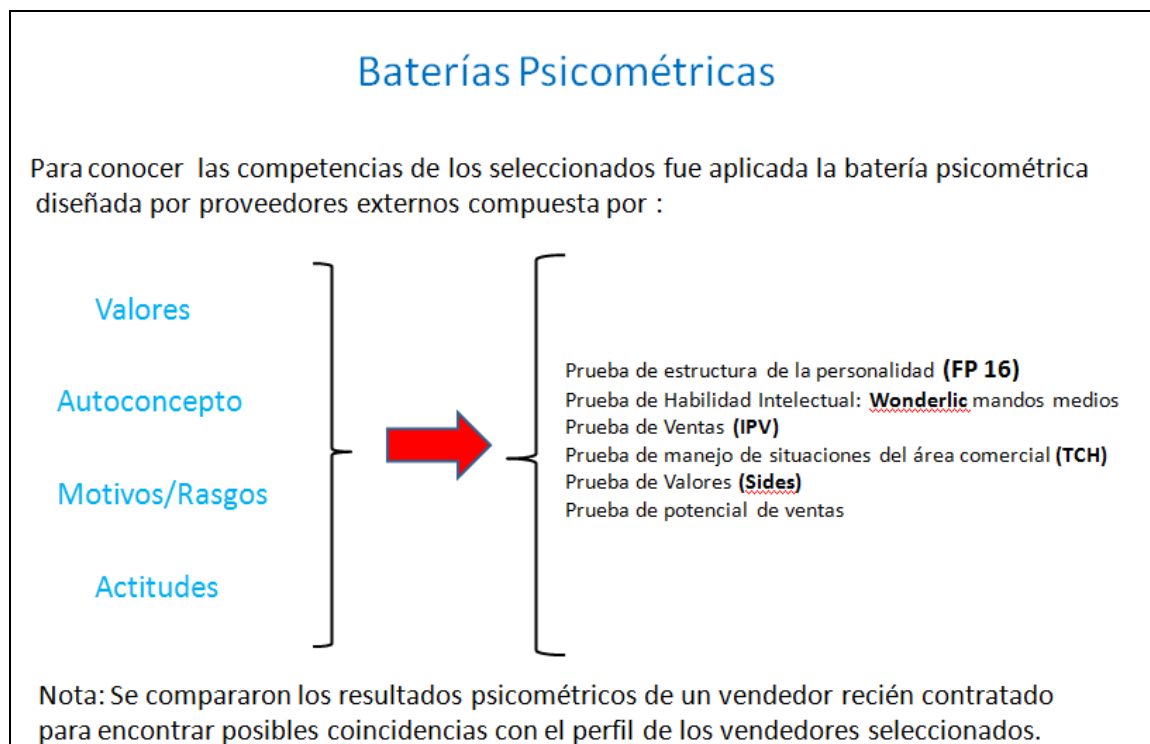 Baterías Psicométricas
Para conocer las competencias de los seleccionados fue aplicada la batería psicométrica
diseñada por proveedores externos compuesta por :
Valores
Autoconcepto
Motivos/Rasgos
Actitudes
Prueba de estructura de la personalidad (FP 16)
Prueba de Habilidad Intelectual: Wonderlic mandos medios
Prueba de Ventas (IPV)
Prueba de manejo de situaciones del área comercial (TCH)
Prueba de Valores (Sides)
Prueba de potencial de ventas
Nota: Se compararon los resultados psicométricos de un vendedor recién contratado
para encontrar posibles coincidencias con el perfil de los vendedores seleccionados.